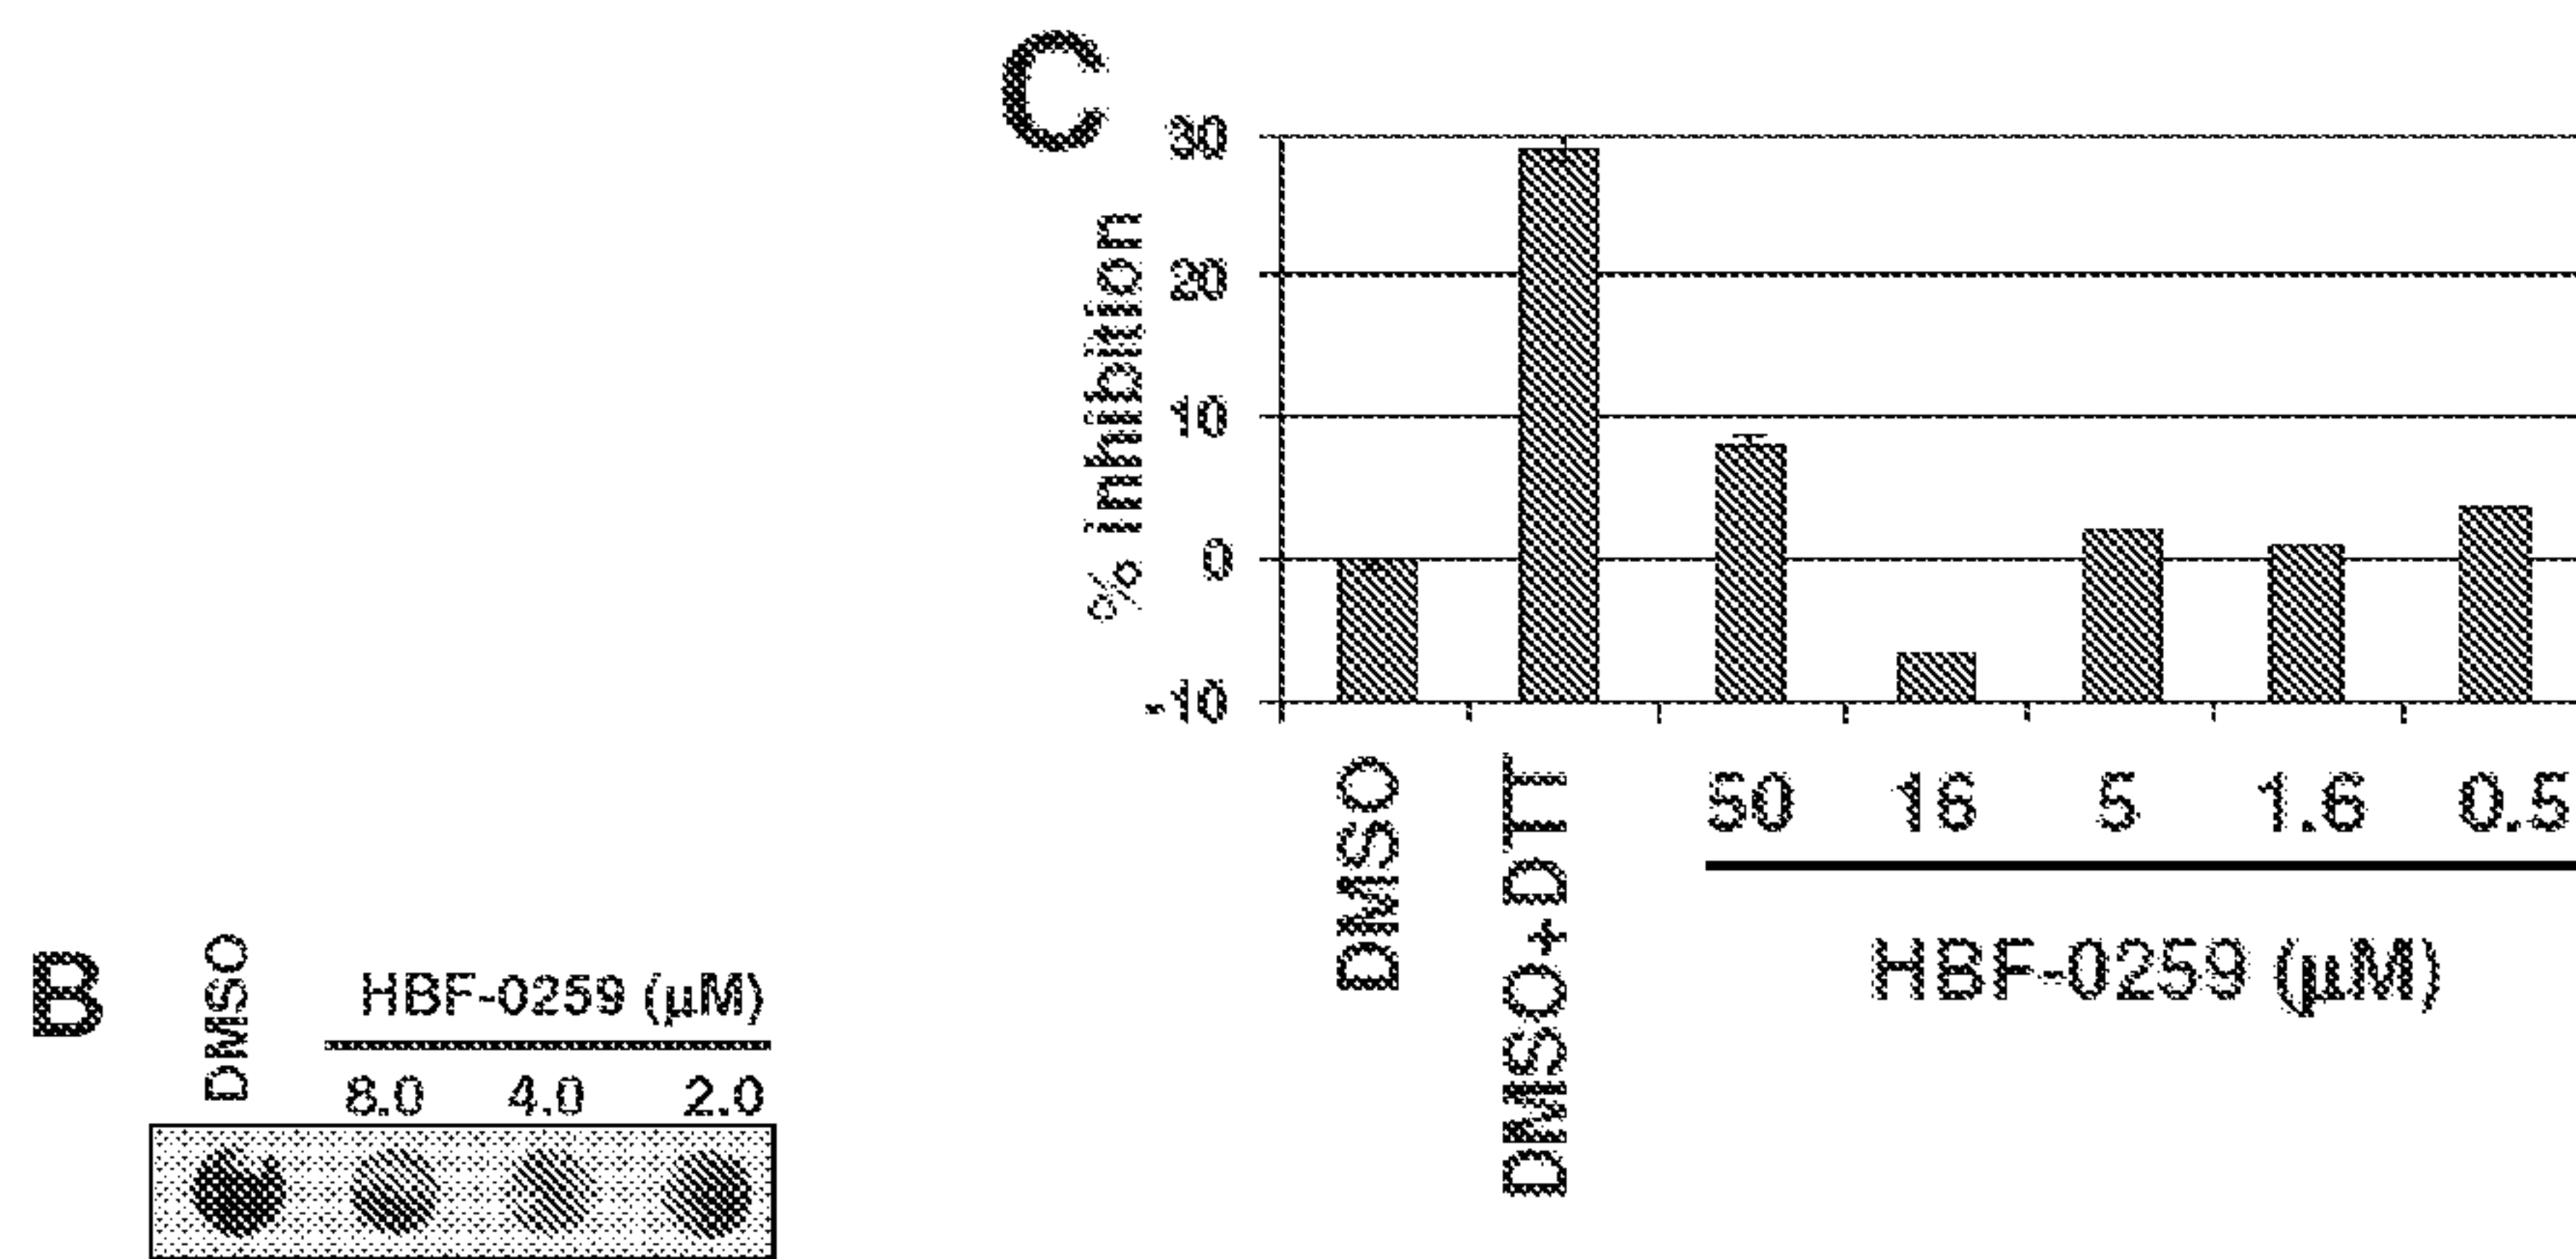 C
% inhibition
30
20
10
0
-10
DMSO
DMSO+DTT
50 16 5 1.6 0.5
HBF-0259 (µM)
B
DMSO
HBF-0259 (µM)
8.0 4.0 2.0